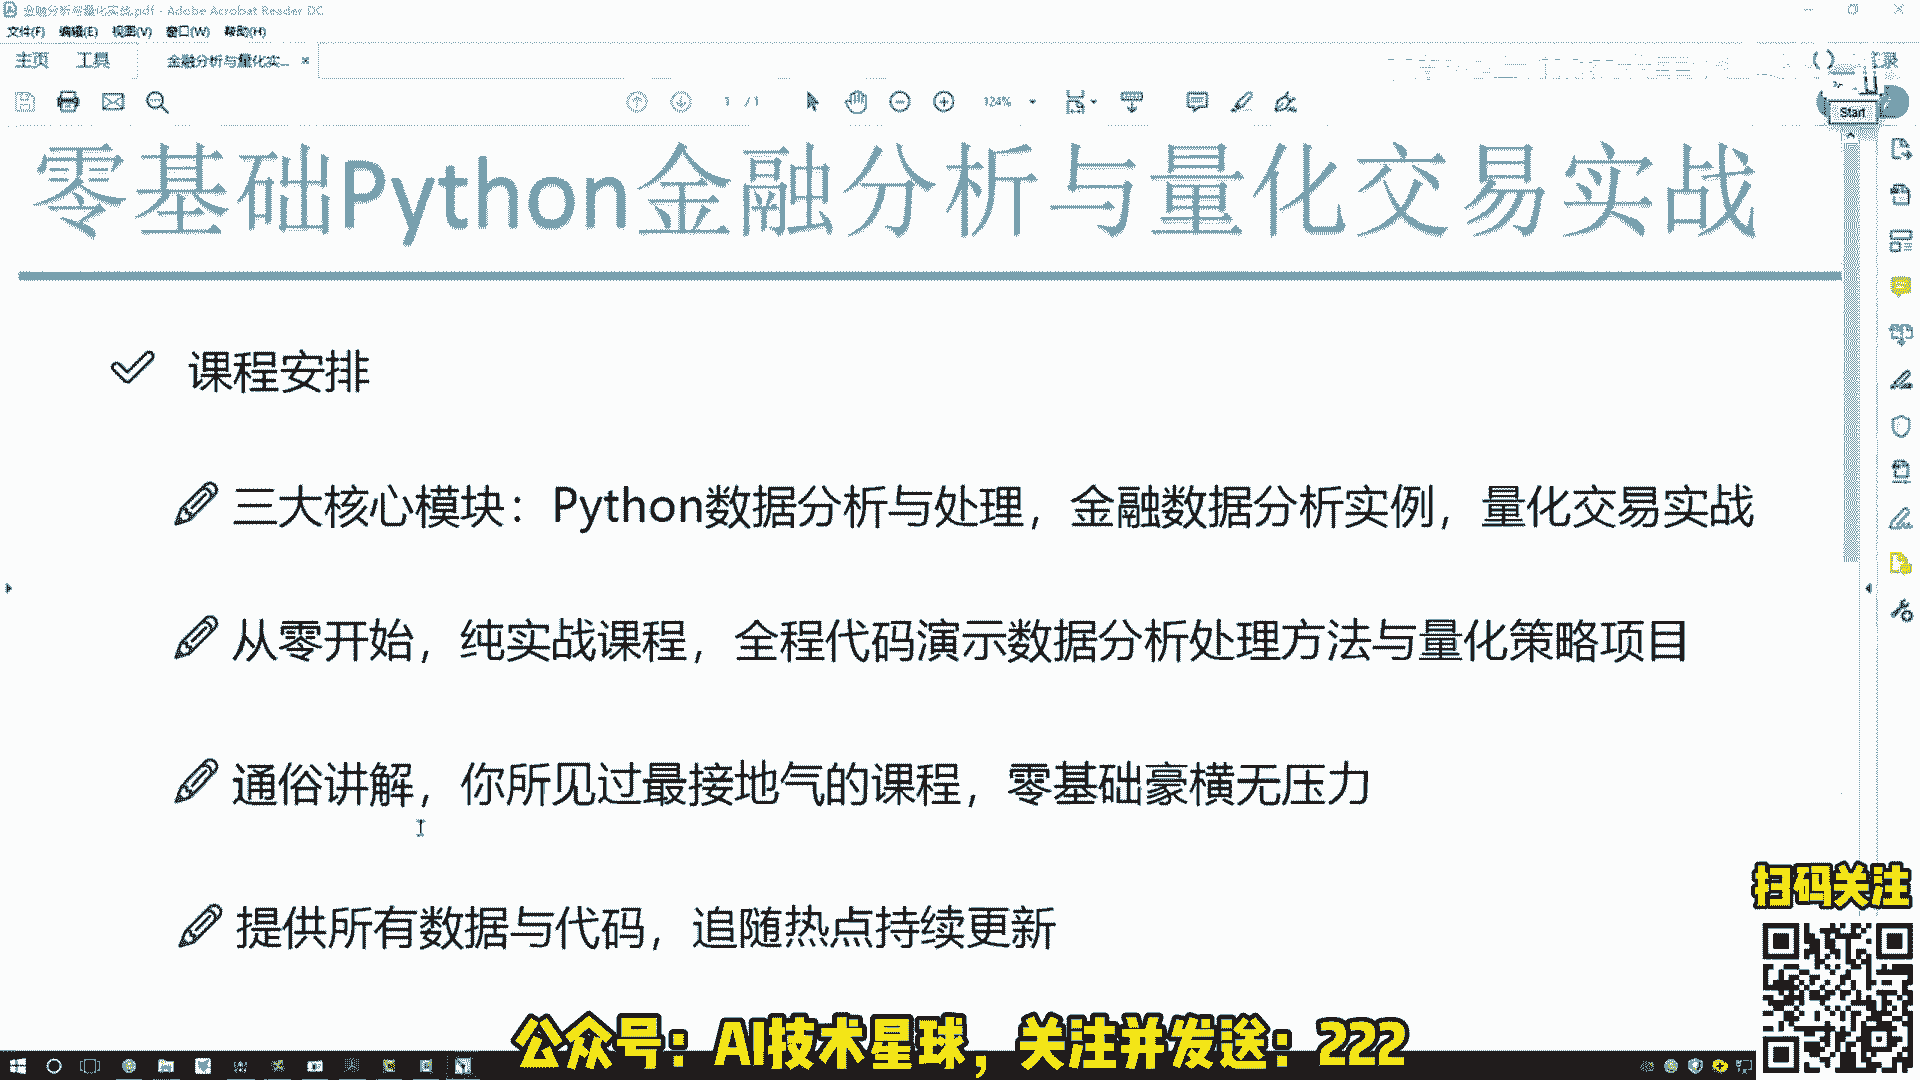 金融分析与量化实战.pdf - Adobe Acrobat Reader DC
文件(F) 编辑(E) 视图(V) 窗口(W) 帮助(H)
主页 工具 金融分析与量化实... ×
1 / 1 124%
Start
零基础Python金融分析与量化交易实战
课程安排
三大核心模块：Python数据分析与处理，金融数据分析实例，量化交易实战
从零开始，纯实战课程，全程代码演示数据分析处理方法与量化策略项目
通俗讲解，你所见过最接地气的课程，零基础豪横无压力
提供所有数据与代码，追随热点持续更新
扫码关注
公众号：AI技术星球，关注并发送：222